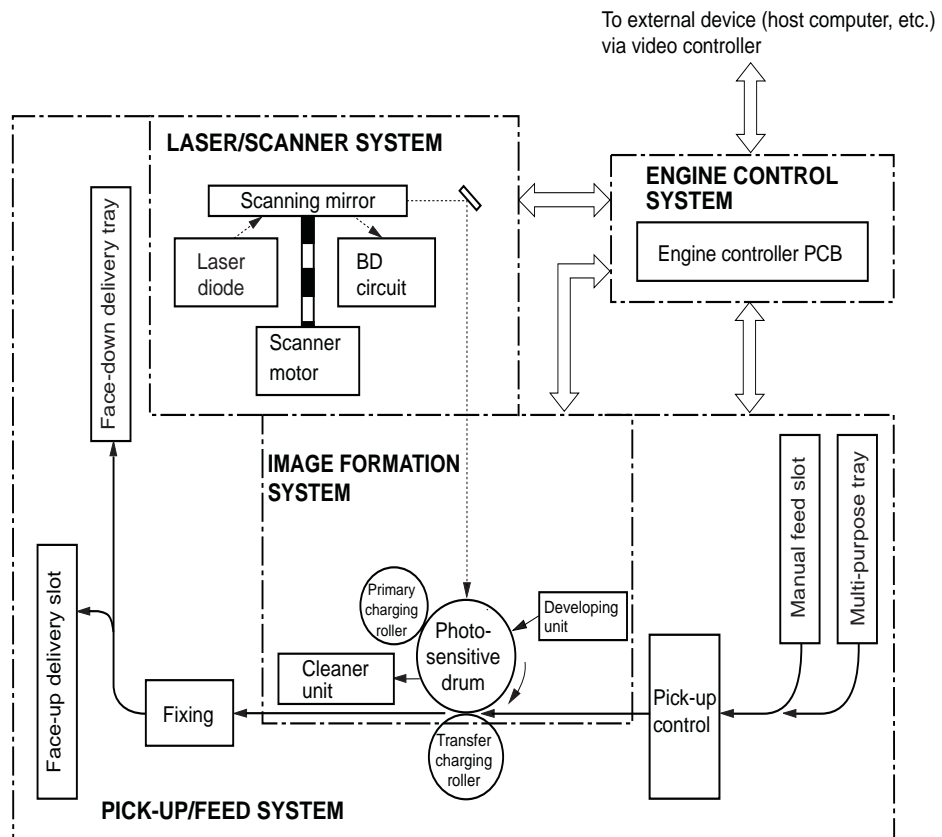 To external device (host computer, etc.)
via video controller
LASER/SCANNER SYSTEM
Scanning mirror
Laser
diode
BD
circuit
Scanner
motor
ENGINE CONTROL
SYSTEM
Engine controller PCB
Face-down delivery tray
IMAGE FORMATION
SYSTEM
Manual feed slot
Multi-purpose tray
Face-up delivery slot
Primary
charging
roller
Photo-
sensitive
drum
Developing
unit
Cleaner
unit
Fixing
Pick-up
control
Transfer
charging
roller
PICK-UP/FEED SYSTEM